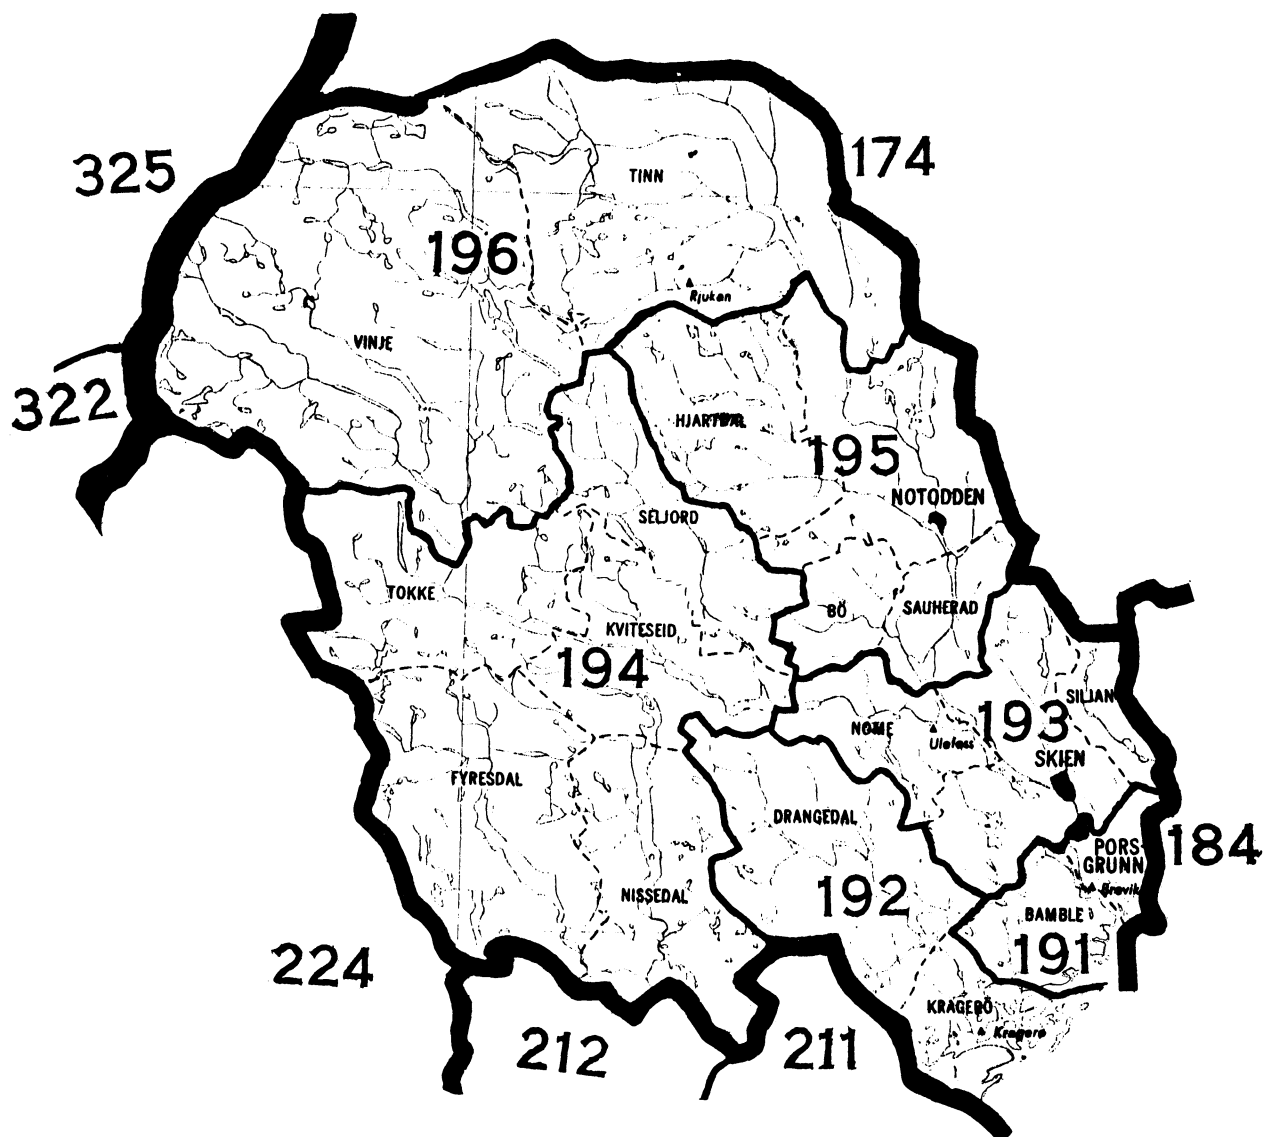 325
174
TINN
196
Rjukan
VINJE
322
HJARTDAL
195
NOTODDEN
SELJORD
TOKKE
BÖ
SAUHERAD
KVITESEID
194
SILJAN
193
NOME
Ulefoss
SKIEN
FYRESDAL
DRANGEDAL
184
PORS-
GRUNN
Brevik
192
NISSEDAL
BAMBLE
191
224
KRAGERÖ
Kragerø
212
211